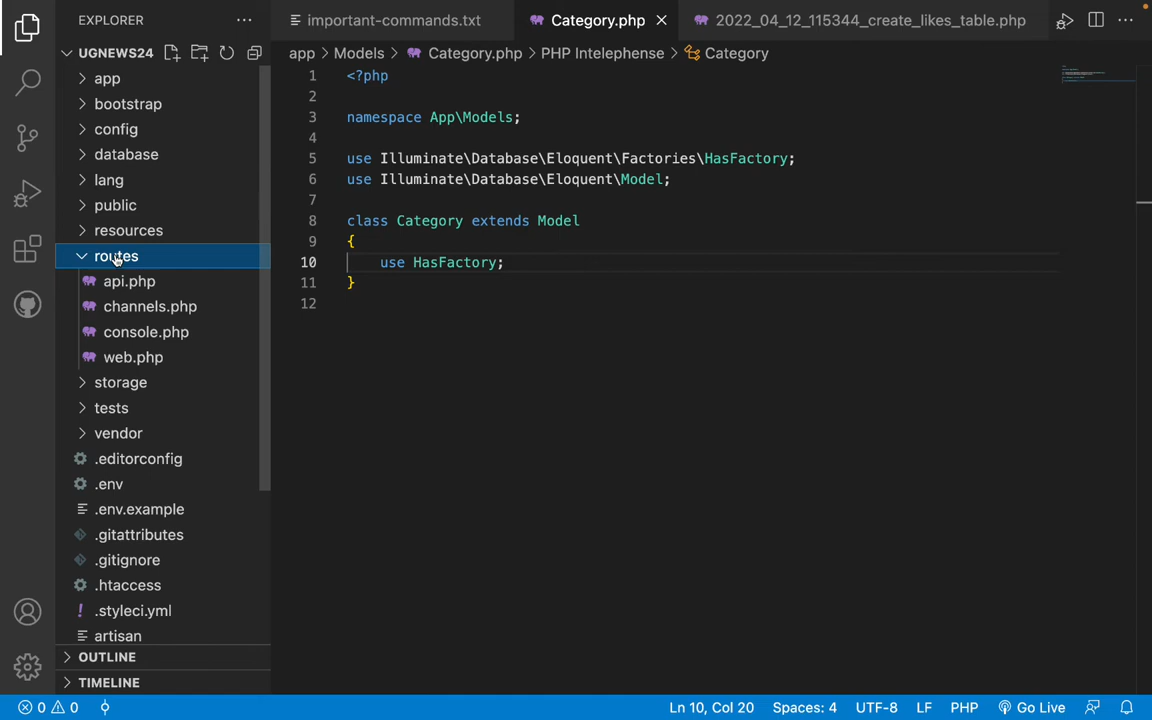 EXPLORER
UGNEWS24
app
bootstrap
config
database
lang
public
resources
routes
api.php
channels.php
console.php
web.php
storage
tests
vendor
.editorconfig
.env
.env.example
.gitattributes
.gitignore
.htaccess
.styleci.yml
artisan
OUTLINE
TIMELINE
important-commands.txt
Category.php
2022_04_12_115344_create_likes_table.php
app > Models > Category.php > PHP Intelephense > Category
1 <?php
2
3 namespace App\Models;
4
5 use Illuminate\Database\Eloquent\Factories\HasFactory;
6 use Illuminate\Database\Eloquent\Model;
7
8 class Category extends Model
9 {
10 use HasFactory;
11 }
12
0 0 Ln 10, Col 20 Spaces: 4 UTF-8 LF PHP Go Live